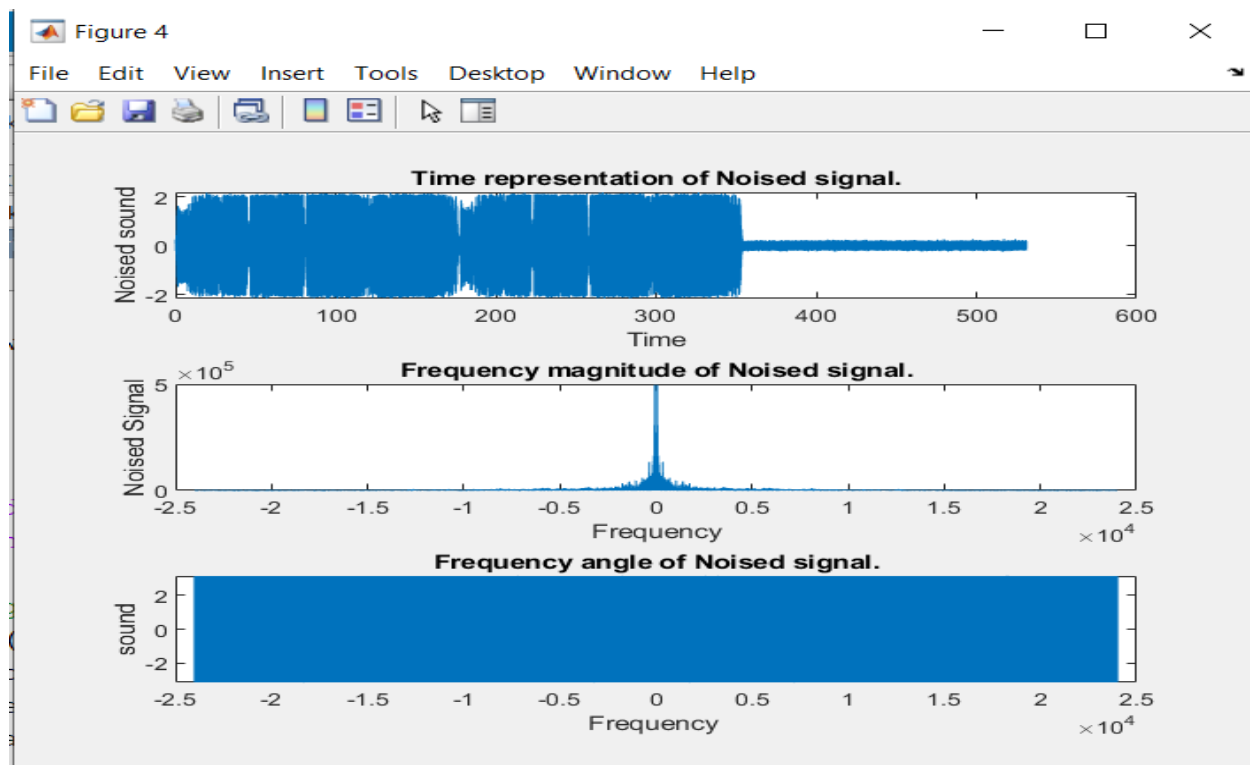 Figure 4
File Edit View Insert Tools Desktop Window Help
Time representation of Noised signal.
Noised sound
2
0
-2
0 100 200 300 400 500 600
Time
Frequency magnitude of Noised signal.
×10^5
Noised Signal
5
0
-2.5 -2 -1.5 -1 -0.5 0 0.5 1 1.5 2 2.5
Frequency
×10^4
Frequency angle of Noised signal.
sound
2
0
-2
-2.5 -2 -1.5 -1 -0.5 0 0.5 1 1.5 2 2.5
Frequency
×10^4